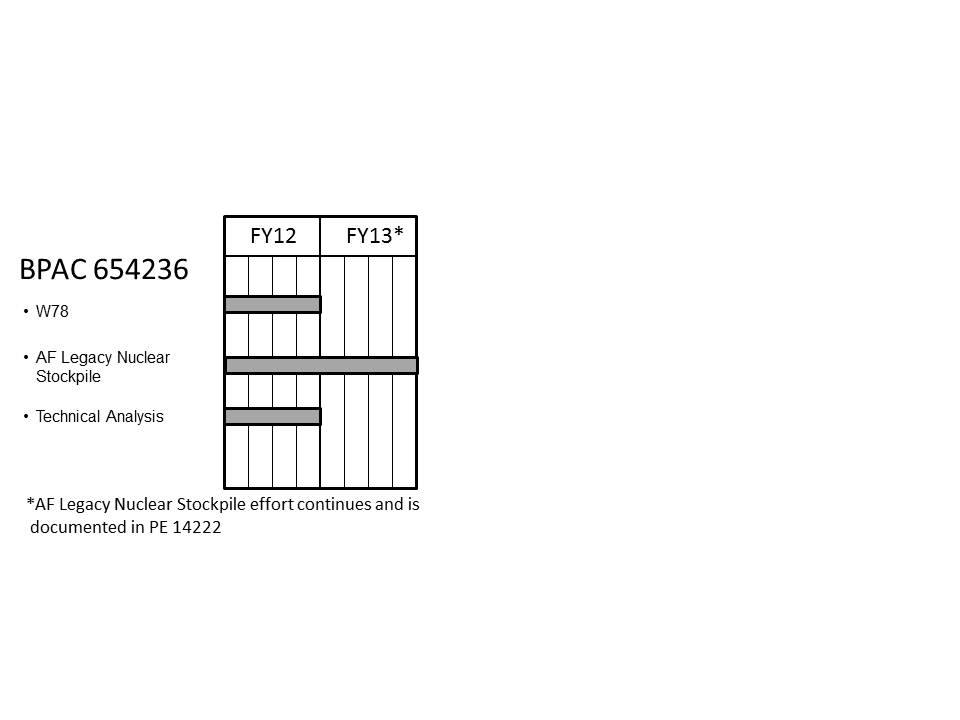 FY12 FY13*
BPAC 654236
• W78
• AF Legacy Nuclear
Stockpile
• Technical Analysis
*AF Legacy Nuclear Stockpile effort continues and is
documented in PE 14222